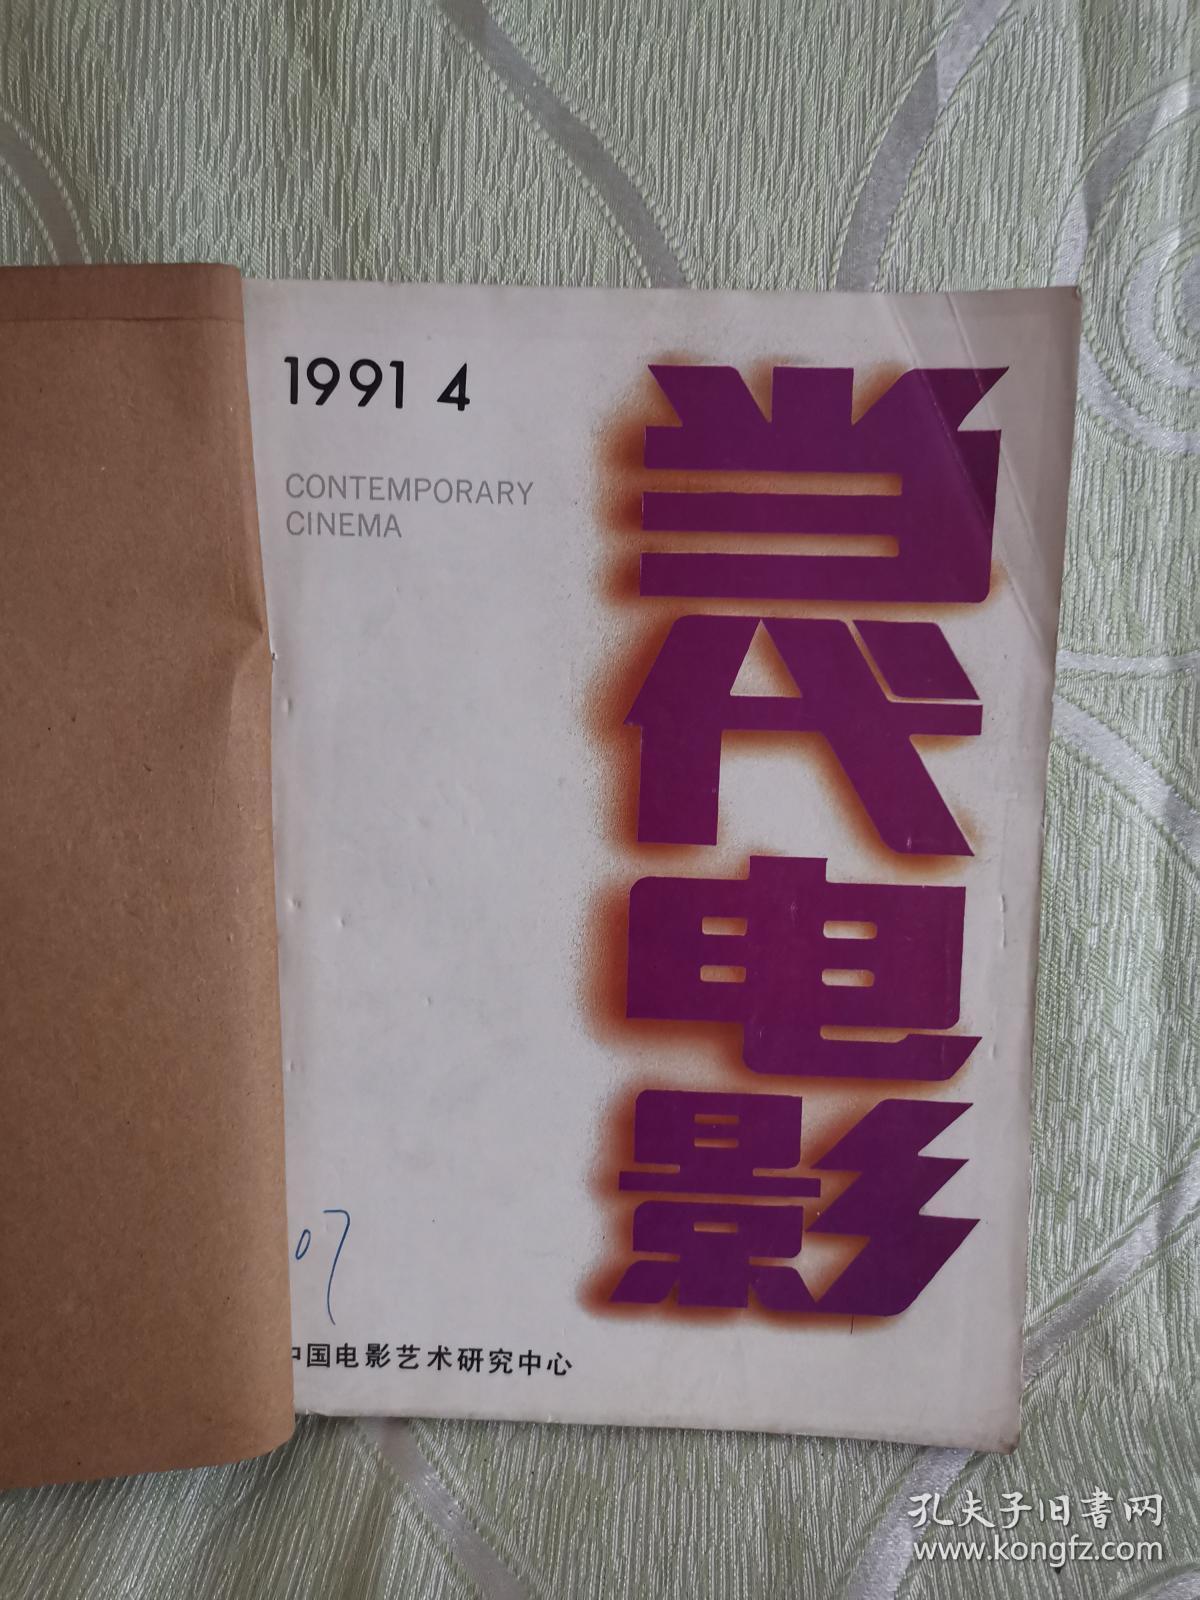 1991 4
CONTEMPORARY
CINEMA
当代电影
07
中国电影艺术研究中心
孔夫子旧书网
www.kongfz.com